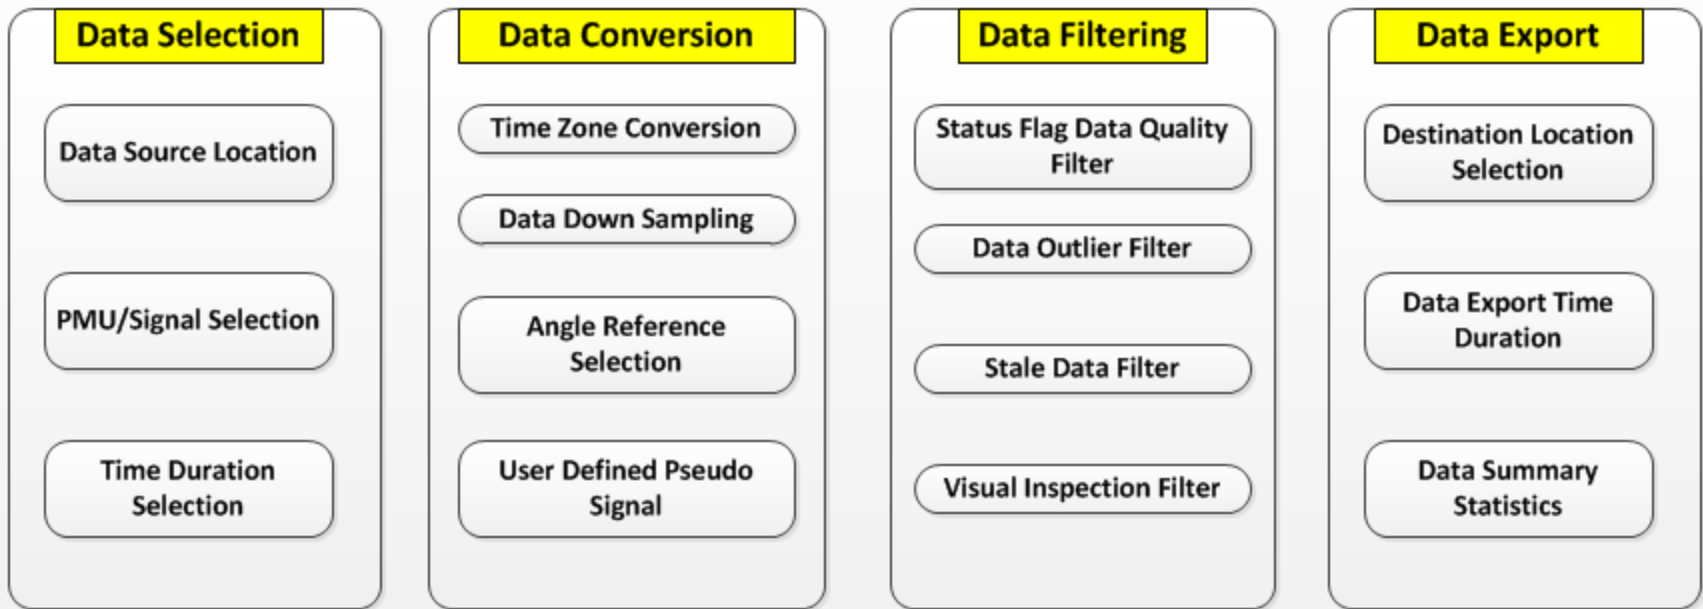 Data Selection
Data Source Location
PMU/Signal Selection
Time Duration
Selection
Data Conversion
Time Zone Conversion
Data Down Sampling
Angle Reference
Selection
User Defined Pseudo
Signal
Data Filtering
Status Flag Data Quality
Filter
Data Outlier Filter
Stale Data Filter
Visual Inspection Filter
Data Export
Destination Location
Selection
Data Export Time
Duration
Data Summary
Statistics